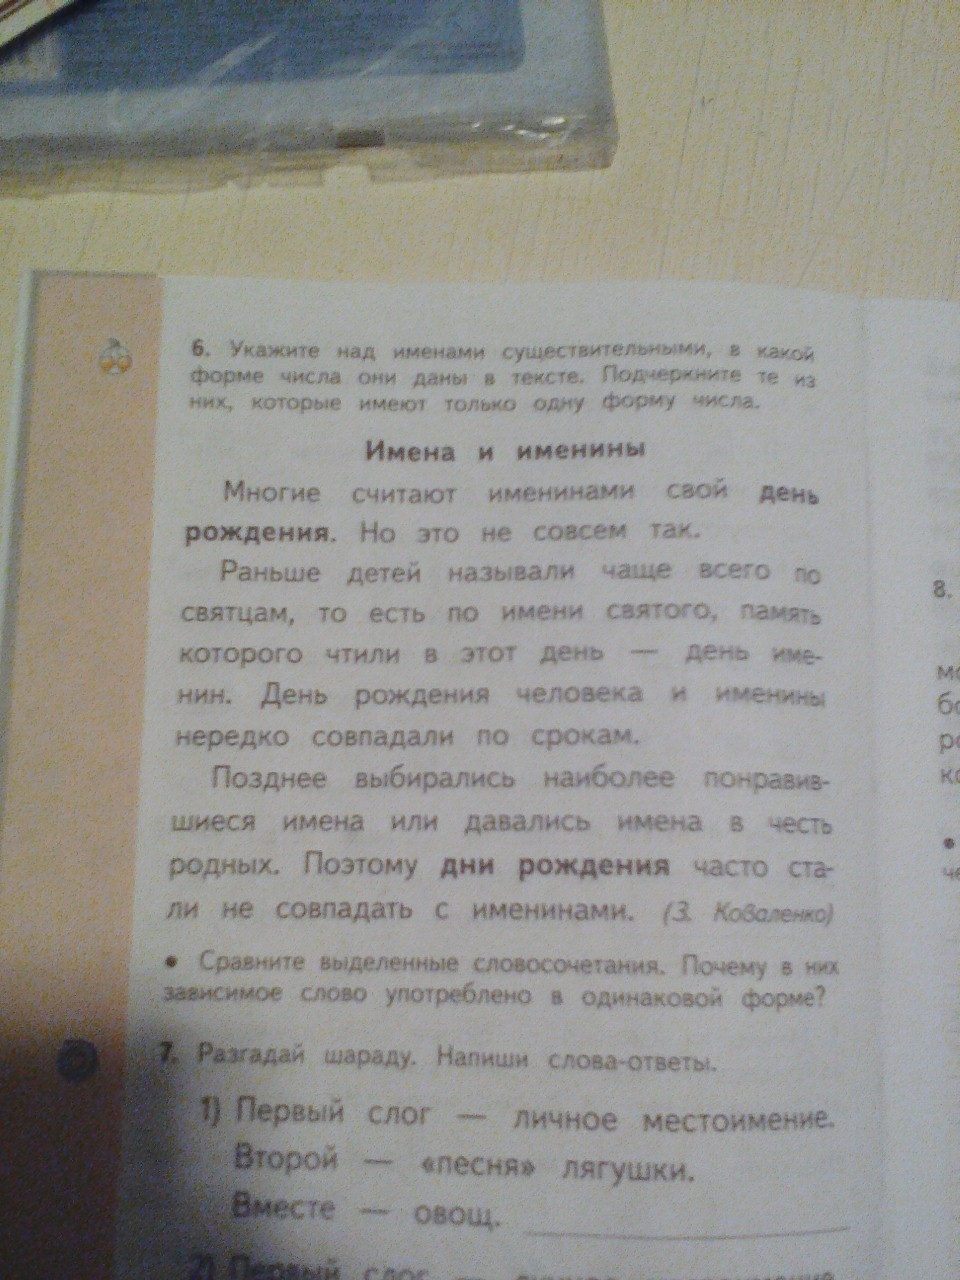 6. Укажите над именами существительными, в какой
форме числа они даны в тексте. Подчеркните те из
них, которые имеют только одну форму числа.
Имена и именины
Многие считают именинами свой день
рождения. Но это не совсем так.
Раньше детей называли чаще всего по
святцам, то есть по имени святого, память
которого чтили в этот день — день име-
нин. День рождения человека и именины
нередко совпадали по срокам.
Позднее выбирались наиболее понравив-
шиеся имена или давались имена в честь
родных. Поэтому дни рождения часто ста-
ли не совпадать с именинами. (З. Коваленко)
• Сравните выделенные словосочетания. Почему в них
зависимое слово употреблено в одинаковой форме?
7. Разгадай шараду. Напиши слова-ответы.
1) Первый слог — личное местоимение.
Второй — «песня» лягушки.
Вместе — овощ.
2) Первый слог —
8.